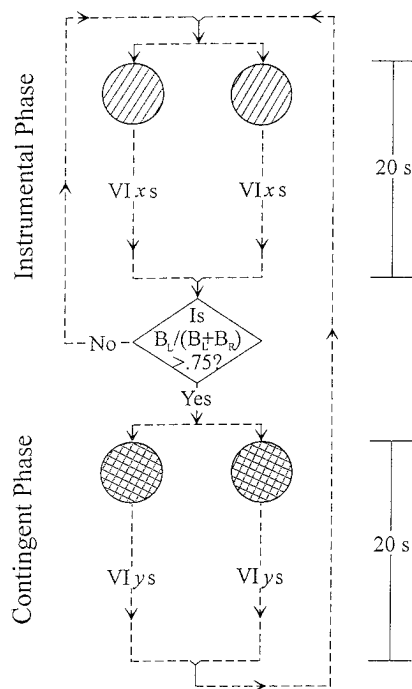 Instrumental Phase
VI x s VI x s
20 s
Is
B_L/(B_L+B_R)
>.75?
No
Yes
Contingent Phase
VI y s VI y s
20 s